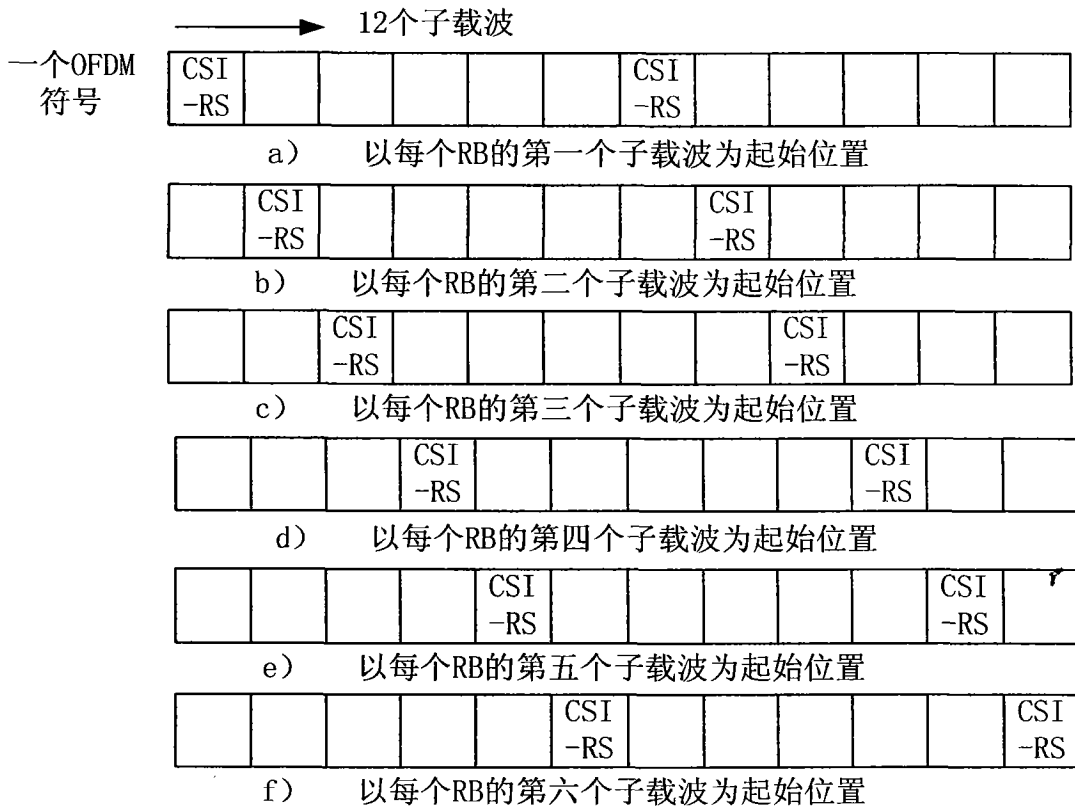 12个子载波
一个OFDM
符号
CSI CSI
-RS -RS
a) 以每个RB的第一个子载波为起始位置
CSI CSI
-RS -RS
b) 以每个RB的第二个子载波为起始位置
CSI CSI
-RS -RS
c) 以每个RB的第三个子载波为起始位置
CSI CSI
-RS -RS
d) 以每个RB的第四个子载波为起始位置
CSI CSI
-RS -RS
e) 以每个RB的第五个子载波为起始位置
CSI CSI
-RS -RS
f) 以每个RB的第六个子载波为起始位置